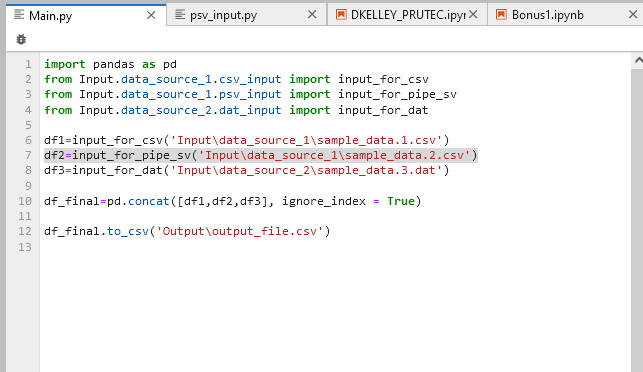 Main.py
psv_input.py
DKELLEY_PRUTEC.ipyn
Bonus1.ipynb
1 import pandas as pd
2 from Input.data_source_1.csv_input import input_for_csv
3 from Input.data_source_1.psv_input import input_for_pipe_sv
4 from Input.data_source_2.dat_input import input_for_dat
5
6 df1=input_for_csv('Input\data_source_1\sample_data.1.csv')
7 df2=input_for_pipe_sv('Input\data_source_1\sample_data.2.csv')
8 df3=input_for_dat('Input\data_source_2\sample_data.3.dat')
9
10 df_final=pd.concat([df1,df2,df3], ignore_index = True)
11
12 df_final.to_csv('Output\output_file.csv')
13